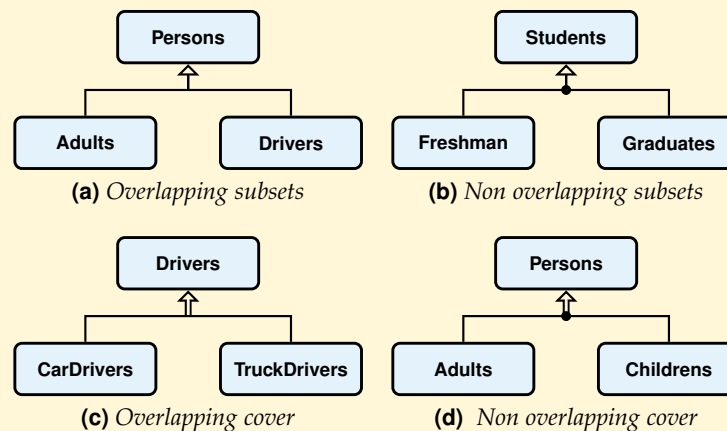 Persons
Students
Adults
Drivers
Freshman
Graduates
(a) Overlapping subsets
(b) Non overlapping subsets
Drivers
Persons
CarDrivers
TruckDrivers
Adults
Childrens
(c) Overlapping cover
(d) Non overlapping cover